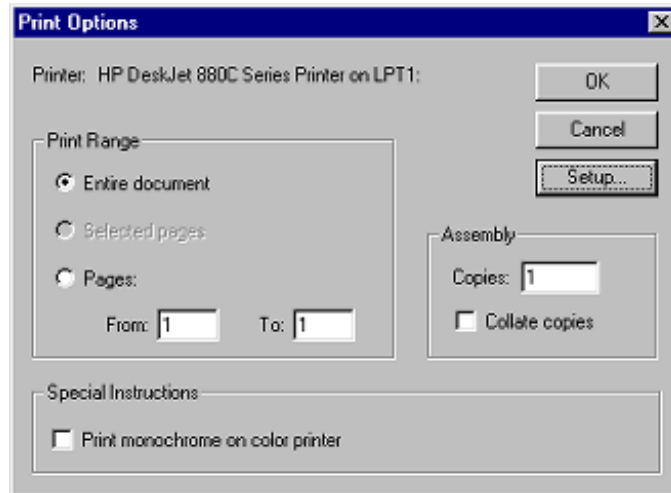 Print Options
Printer: HP DeskJet 880C Series Printer on LPT1:
OK
Cancel
Setup...
Print Range
Entire document
Selected pages
Pages:
From: 1 To: 1
Assembly
Copies: 1
Collate copies
Special Instructions
Print monochrome on color printer